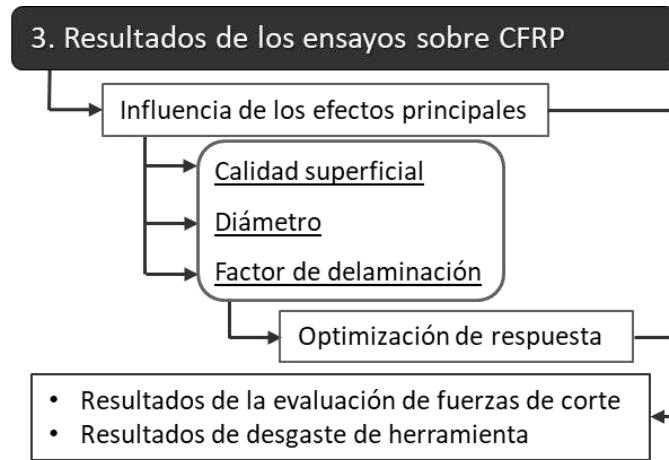 3. Resultados de los ensayos sobre CFRP
Influencia de los efectos principales
Calidad superficial
Diámetro
Factor de delaminación
Optimización de respuesta
• Resultados de la evaluación de fuerzas de corte
• Resultados de desgaste de herramienta